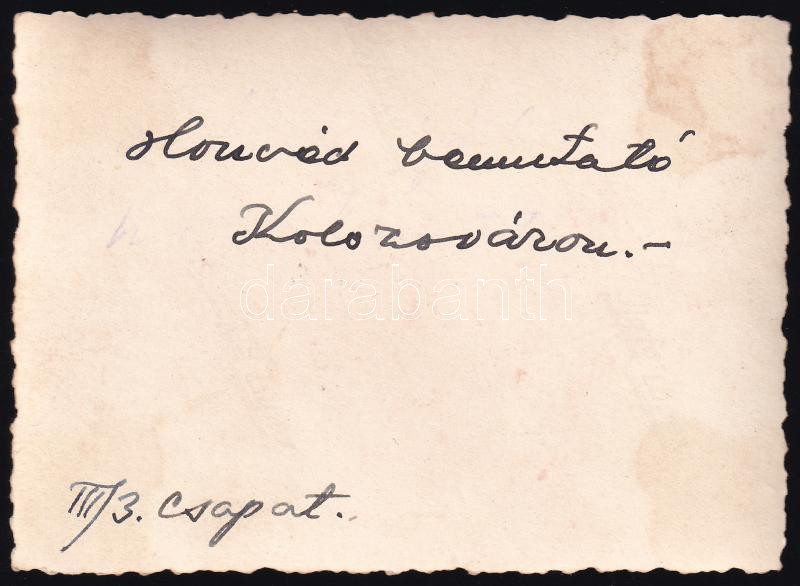 Honvéd bemutató
Kolozsváron.-
darabanth
III/3. csapat.